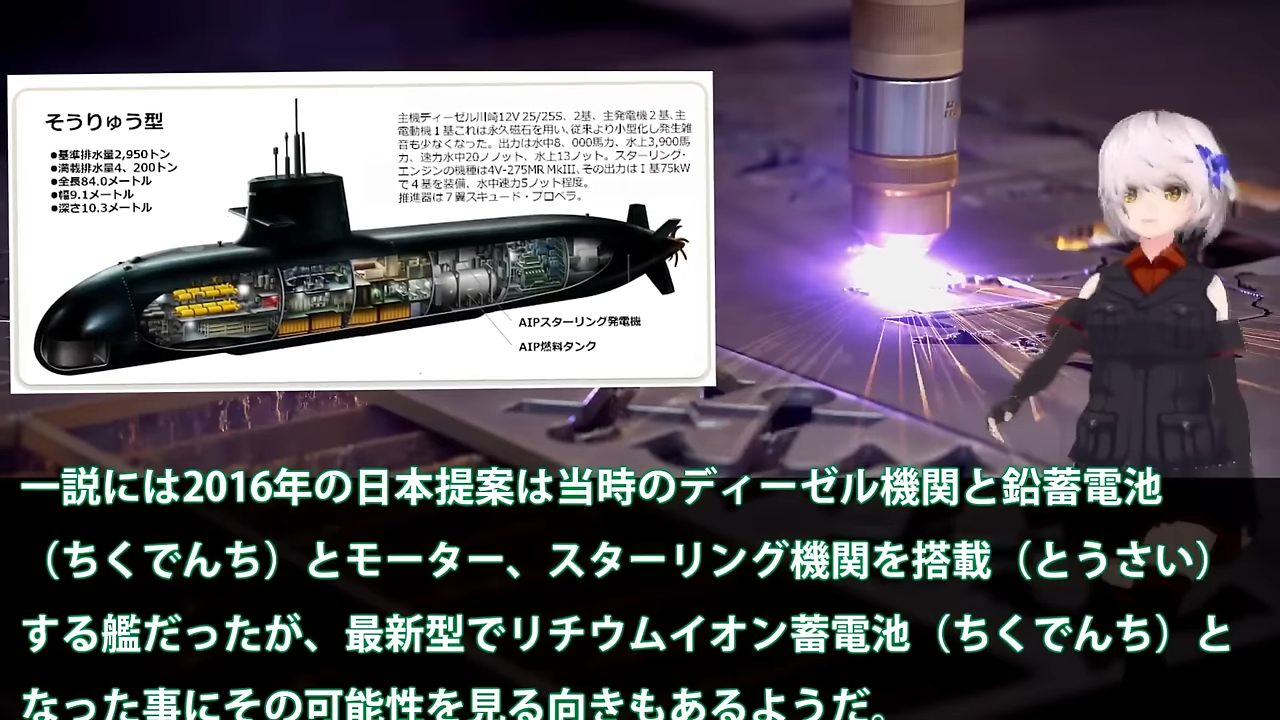 そうりゅう型
●基準排水量2,950トン
●満載排水量4、200トン
●全長84.0メートル
●幅9.1メートル
●深さ10.3メートル
主機ディーゼル川崎12V 25/25S、2基、主発電機2基、主
電動機1基これは永久磁石を用い、従来より小型化し発生雑
音も少なくなった。出力は水中8、000馬力、水上3,900馬
力、速力水中20ノノット、水上13ノット。スターリング・
エンジンの機種は4V-275MR MkIII、その出力はI基75kW
で4基を装備、水中速力5ノット程度。
推進器は7翼スキュード・プロペラ。
AIPスターリング発電機
AIP燃料タンク
一説には2016年の日本提案は当時のディーゼル機関と鉛蓄電池
（ちくでんち）とモーター、スターリング機関を搭載（とうさい）
する艦だったが、最新型でリチウムイオン蓄電池（ちくでんち）と
なった事にその可能性を見る向きもあるようだ。